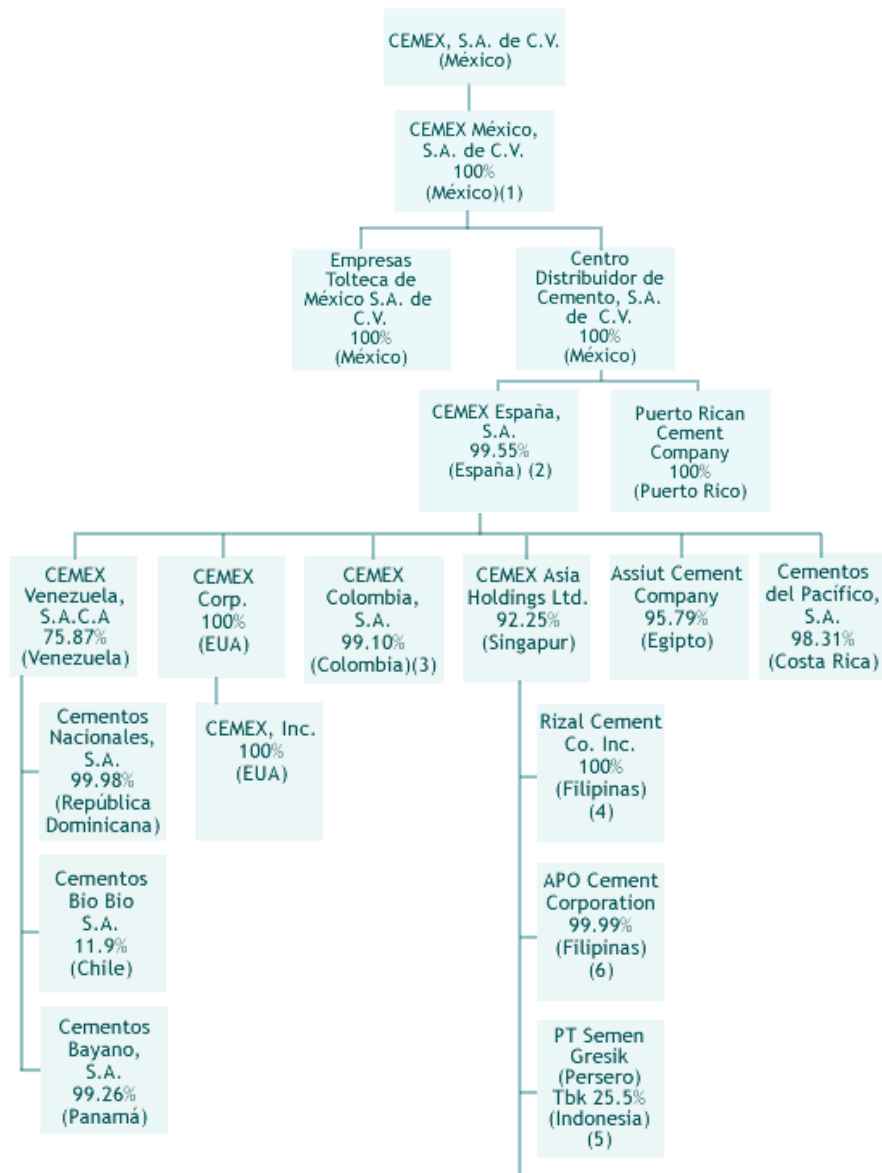 CEMEX, S.A. de C.V.
(México)
CEMEX México,
S.A. de C.V.
100%
(México)(1)
Empresas
Tolteca de
México S.A. de
C.V.
100%
(México)
Centro
Distribuidor de
Cemento, S.A.
de C.V.
100%
(México)
CEMEX España,
S.A.
99.55%
(España) (2)
Puerto Rican
Cement
Company
100%
(Puerto Rico)
CEMEX
Venezuela,
S.A.C.A
75.87%
(Venezuela)
CEMEX
Corp.
100%
(EUA)
CEMEX
Colombia,
S.A.
99.10%
(Colombia)(3)
CEMEX Asia
Holdings Ltd.
92.25%
(Singapur)
Assiut Cement
Company
95.79%
(Egipto)
Cementos
del Pacífico,
S.A.
98.31%
(Costa Rica)
Cementos
Nacionales,
S.A.
99.98%
(República
Dominicana)
CEMEX, Inc.
100%
(EUA)
Rizal Cement
Co. Inc.
100%
(Filipinas)
(4)
Cementos
Bio Bio
S.A.
11.9%
(Chile)
APO Cement
Corporation
99.99%
(Filipinas)
(6)
Cementos
Bayano,
S.A.
99.26%
(Panamá)
PT Semen
Gresik
(Persero)
Tbk 25.5%
(Indonesia)
(5)